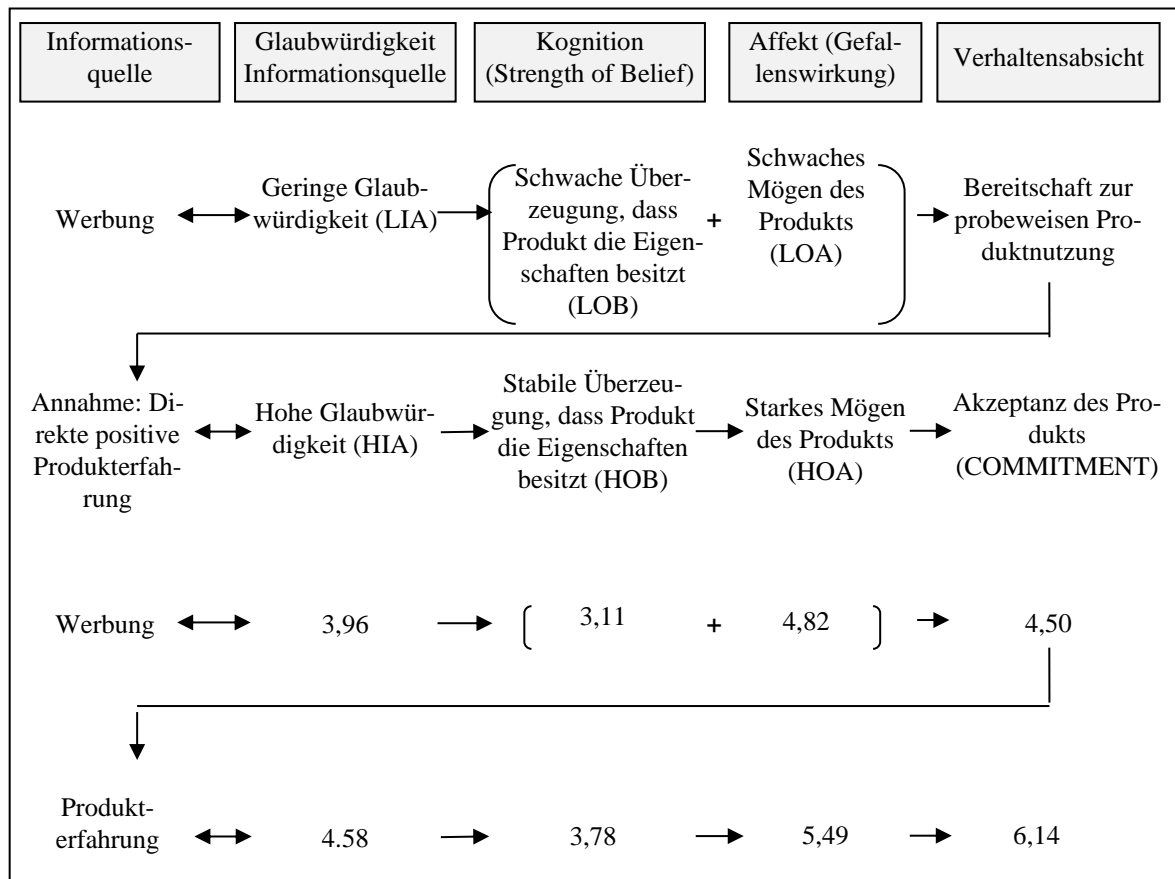 Informations-
quelle
Glaubwürdigkeit
Informationsquelle
Kognition
(Strength of Belief)
Affekt (Gefal-
lenswirkung)
Verhaltensabsicht
Werbung
Geringe Glaub-
würdigkeit (LIA)
Schwache Über-
zeugung, dass
Produkt die Eigen-
schaften besitzt
(LOB)
+
Schwaches
Mögen des
Produkts
(LOA)
Bereitschaft zur
probeweisen Pro-
duktnutzung
Annahme: Di-
rekte positive
Produkterfah-
rung
Hohe Glaubwür-
digkeit (HIA)
Stabile Überzeu-
gung, dass Produkt
die Eigenschaften
besitzt (HOB)
Starkes Mögen
des Produkts
(HOA)
Akzeptanz des Pro-
dukts
(COMMITMENT)
Werbung
3,96
3,11
+
4,82
4,50
Produkt-
erfahrung
4.58
3,78
5,49
6,14